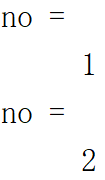 no =
1
no =
2